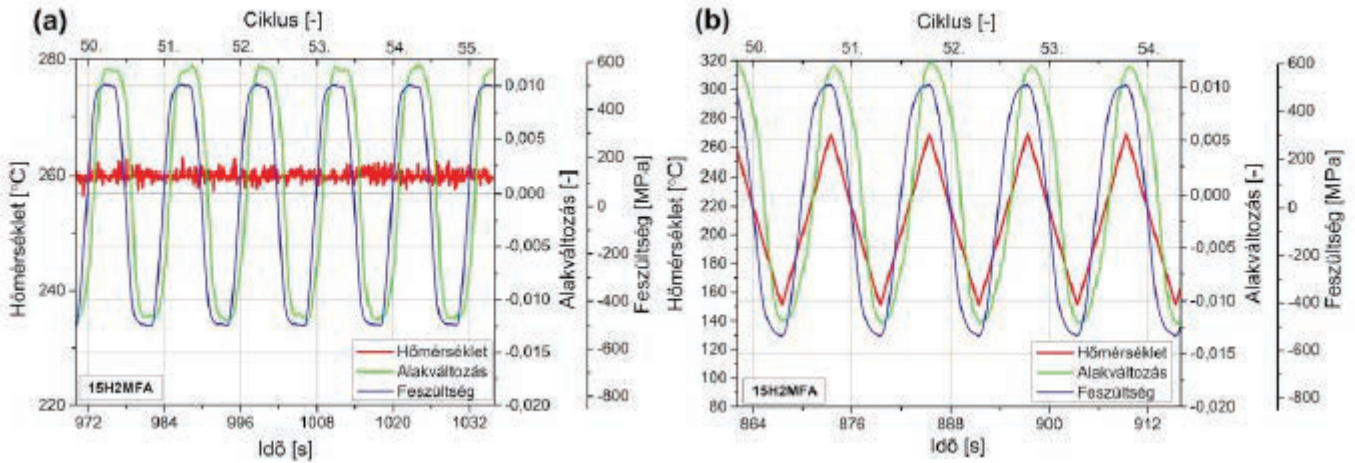 (a)
Ciklus [-]
50. 51. 52. 53. 54. 55.
Hőmérséklet [°C]
280
260
240
220
0,010
0,005
0,000
-0,005
-0,010
-0,015
-0,020
Alakváltozás [-]
600
400
200
0
-200
-400
-600
-800
Feszültség [MPa]
Hőmérséklet
Alakváltozás
Feszültség
15H2MFA
972 984 996 1008 1020 1032
Idő [s]
(b)
Ciklus [-]
50. 51. 52. 53. 54.
Hőmérséklet [°C]
320
300
280
260
240
220
200
180
160
140
120
100
80
0,010
0,005
0,000
-0,005
-0,010
-0,015
-0,020
Alakváltozás [-]
600
400
200
0
-200
-400
-600
-800
Feszültség [MPa]
Hőmérséklet
Alakváltozás
Feszültség
15H2MFA
864 876 888 900 912
Idő [s]